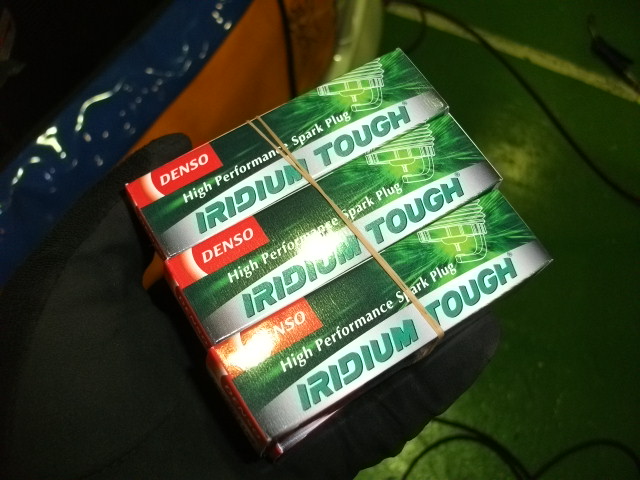 DENSO
High Performance Spark Plug
IRIDIUM TOUGH
DENSO
High Performance Spark Plug
IRIDIUM TOUGH
DENSO
High Performance Spark Plug
IRIDIUM TOUGH